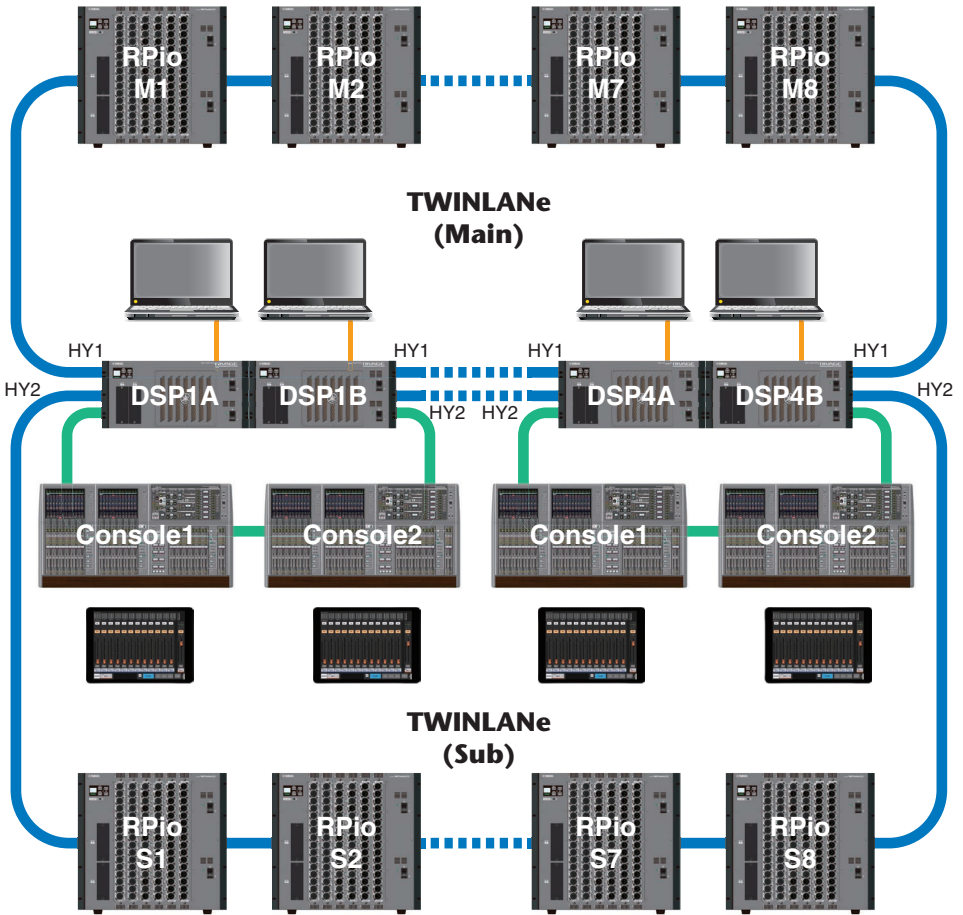 RPio RPio RPio RPio
M1 M2 M7 M8
TWINLANe
(Main)
HY1 HY1 HY1 HY1
HY2 DSP1A DSP1B DSP4A DSP4B HY2
HY2 HY2
Console1 Console2 Console1 Console2
TWINLANe
(Sub)
RPio RPio RPio RPio
S1 S2 S7 S8